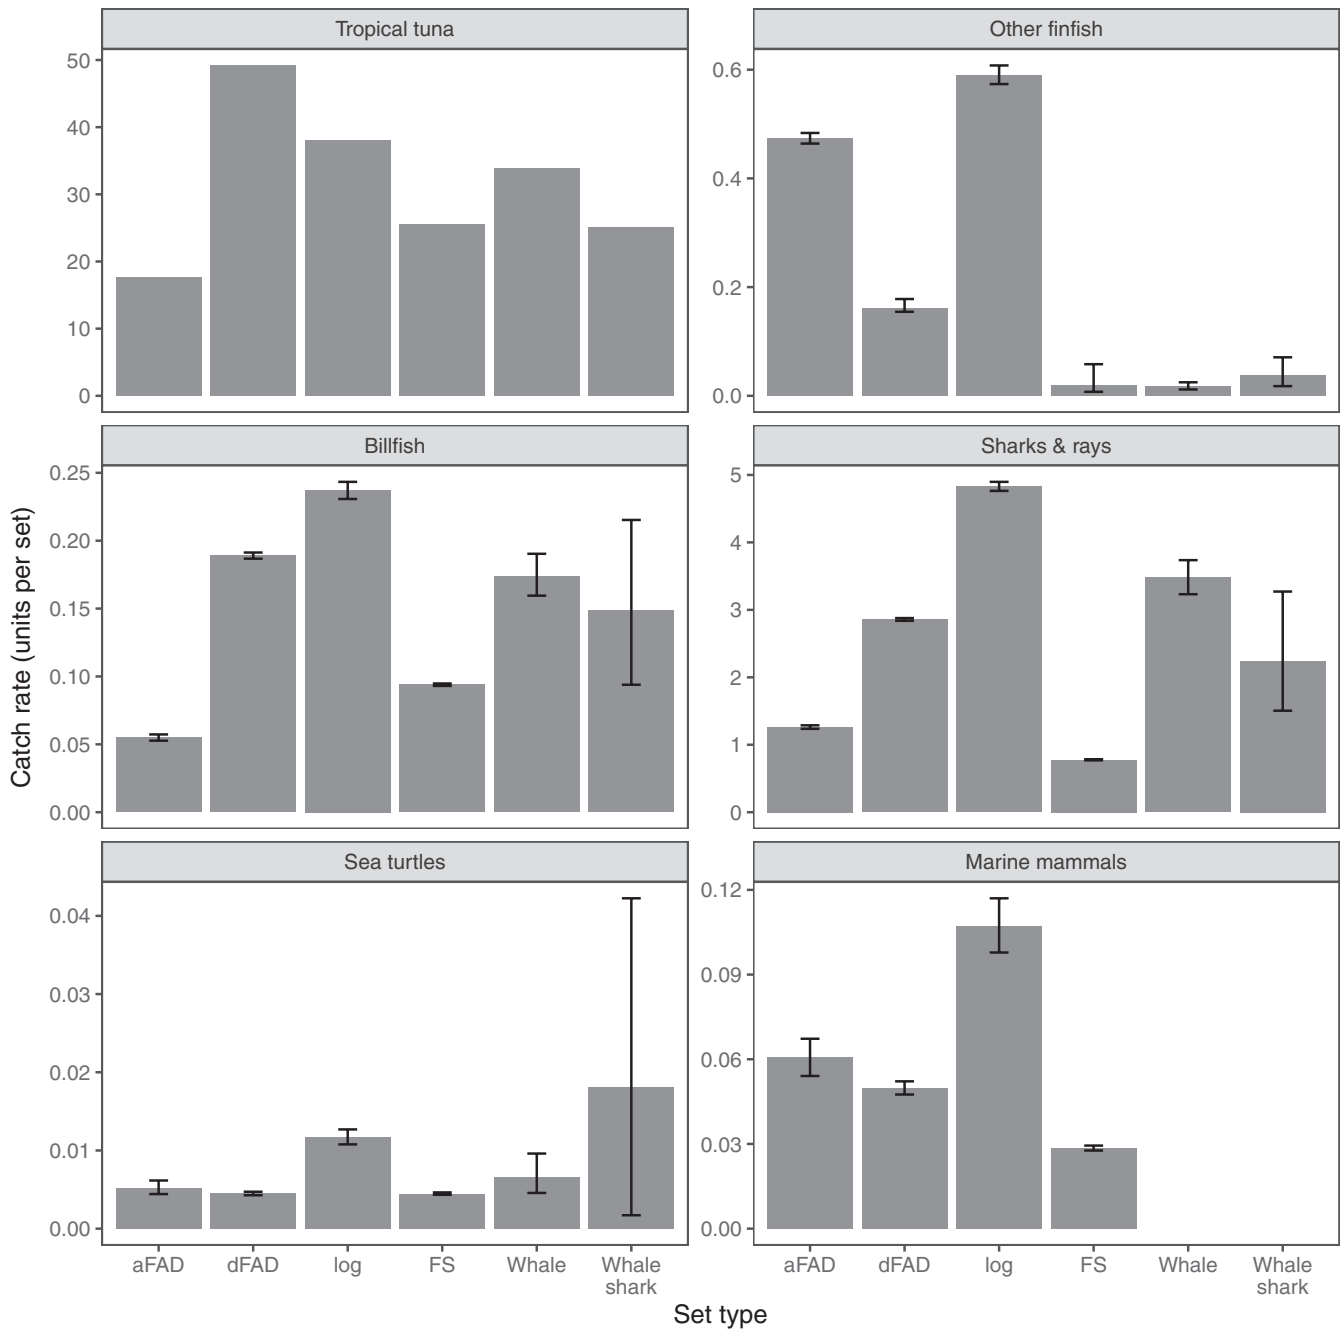 Tropical tuna
Other finfish
50
40
30
20
10
0
0.6
0.4
0.2
0.0
Billfish
Sharks & rays
0.25
0.20
0.15
0.10
0.05
0.00
5
4
3
2
1
0
Catch rate (units per set)
Sea turtles
Marine mammals
0.04
0.03
0.02
0.01
0.00
0.12
0.09
0.06
0.03
0.00
aFAD dFAD log FS Whale Whale
shark
aFAD dFAD log FS Whale Whale
shark
Set type